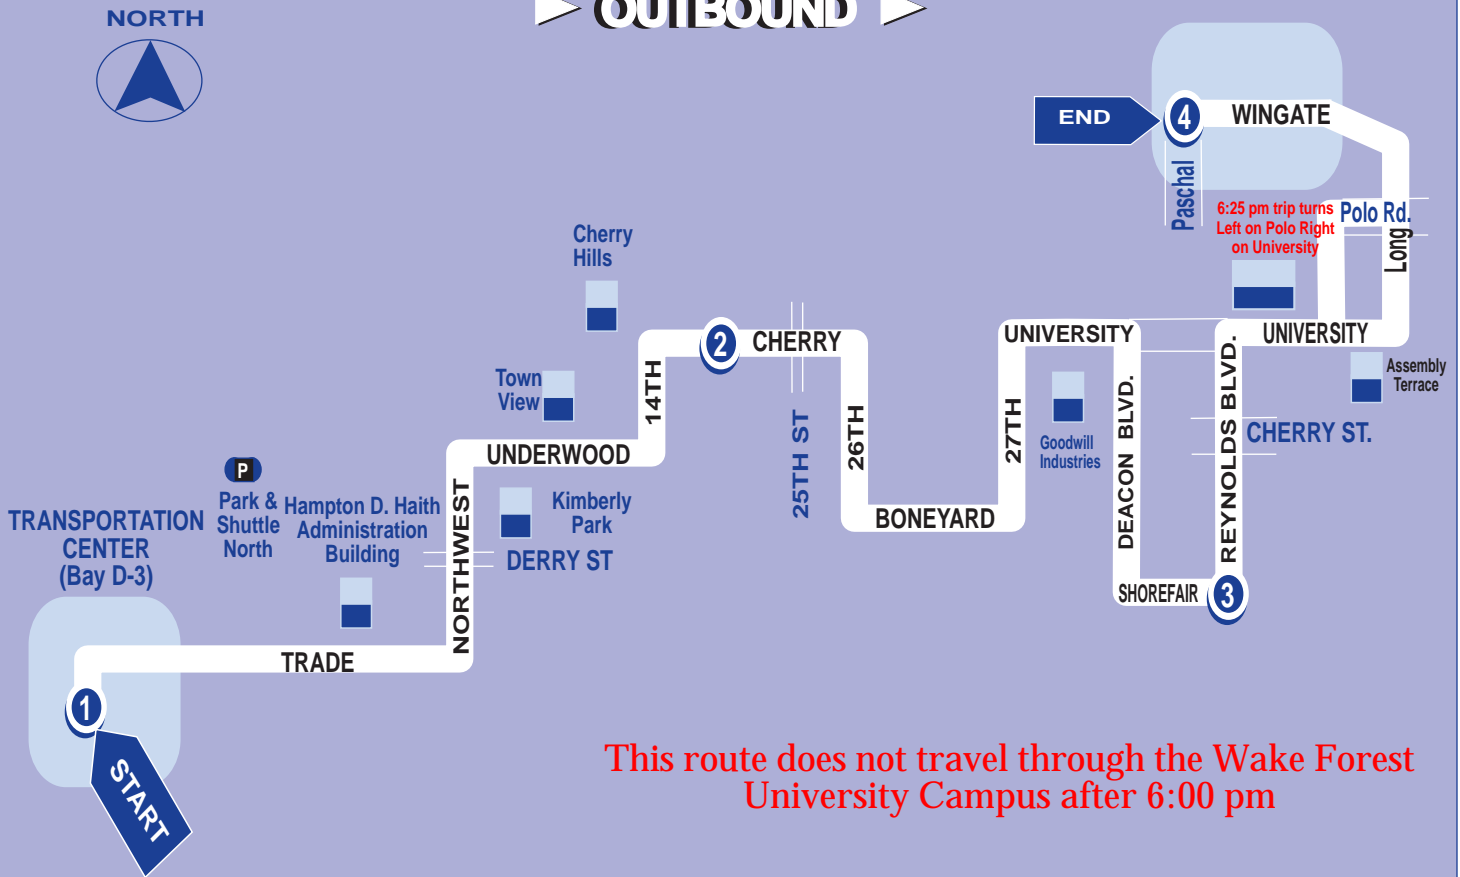 OUTBOUND
NORTH
END
4
WINGATE
Paschal
6:25 pm trip turns
Left on Polo Right
on University
Polo Rd.
Long
Cherry
Hills
2
CHERRY
UNIVERSITY
UNIVERSITY
Town
View
14TH
Assembly
Terrace
UNDERWOOD
25TH ST
26TH
27TH
Goodwill
Industries
DEACON BLVD.
REYNOLDS BLVD.
CHERRY ST.
P
Park &
Shuttle
North
Hampton D. Haith
Administration
Building
NORTHWEST
Kimberly
Park
DERRY ST
BONEYARD
TRANSPORTATION
CENTER
(Bay D-3)
SHOREFAIR
3
TRADE
1
START
This route does not travel through the Wake Forest
University Campus after 6:00 pm